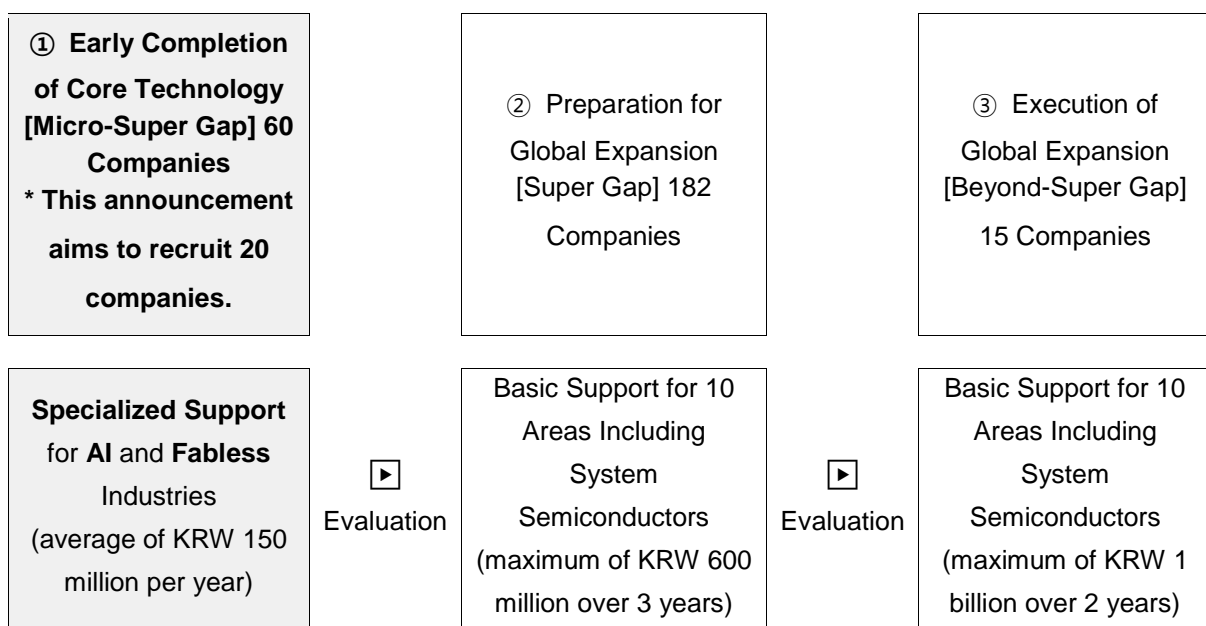 ① Early Completion
of Core Technology
[Micro-Super Gap] 60
Companies
* This announcement
aims to recruit 20
companies.
② Preparation for
Global Expansion
[Super Gap] 182
Companies
③ Execution of
Global Expansion
[Beyond-Super Gap]
15 Companies
Specialized Support
for AI and Fabless
Industries
(average of KRW 150
million per year)
▶
Evaluation
Basic Support for 10
Areas Including
System
Semiconductors
(maximum of KRW 600
million over 3 years)
▶
Evaluation
Basic Support for 10
Areas Including
System
Semiconductors
(maximum of KRW 1
billion over 2 years)